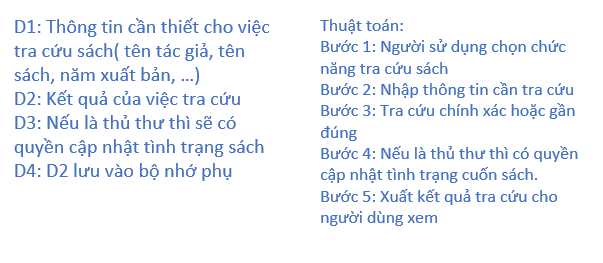 D1: Thông tin cần thiết cho việc
tra cứu sách( tên tác giả, tên
sách, năm xuất bản, ...)
D2: Kết quả của việc tra cứu
D3: Nếu là thủ thư thì sẽ có
quyền cập nhật tình trạng sách
D4: D2 lưu vào bộ nhớ phụ
Thuật toán:
Bước 1: Người sử dụng chọn chức
năng tra cứu sách
Bước 2: Nhập thông tin cần tra cứu
Bước 3: Tra cứu chính xác hoặc gần
đúng
Bước 4: Nếu là thủ thư thì có quyền
cập nhật tình trạng cuốn sách.
Bước 5: Xuất kết quả tra cứu cho
người dùng xem